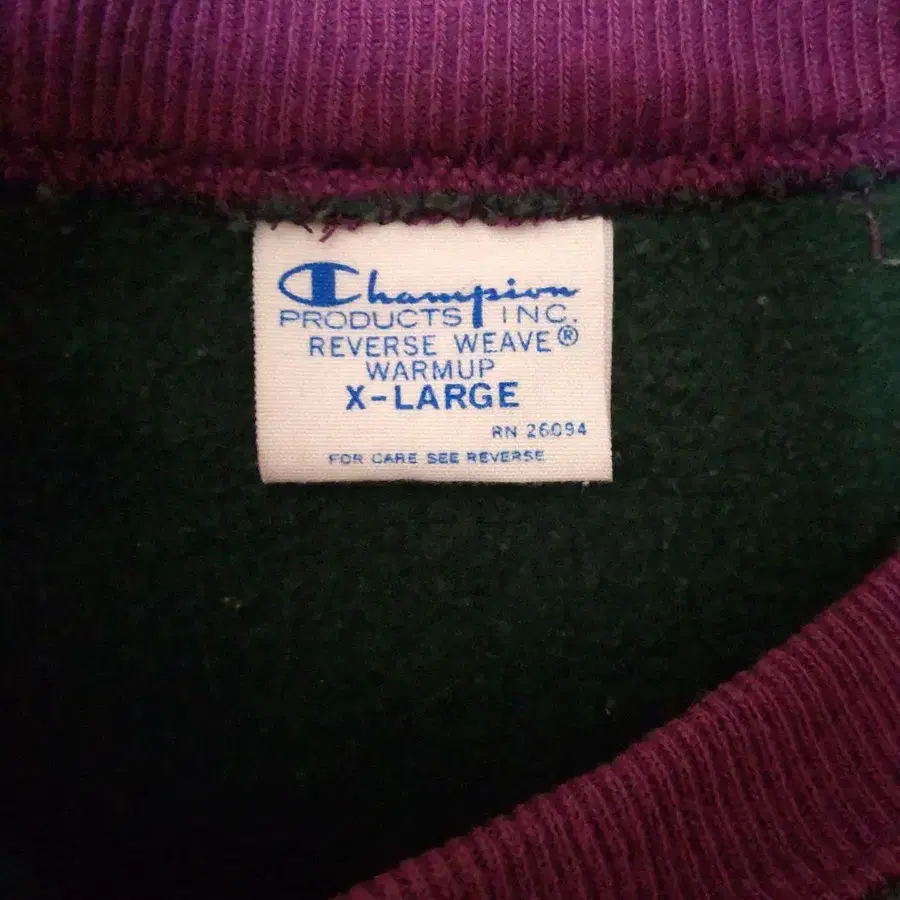 Champion
PRODUCTS INC.
REVERSE WEAVE®
WARMUP
X-LARGE
RN 26094
FOR CARE SEE REVERSE